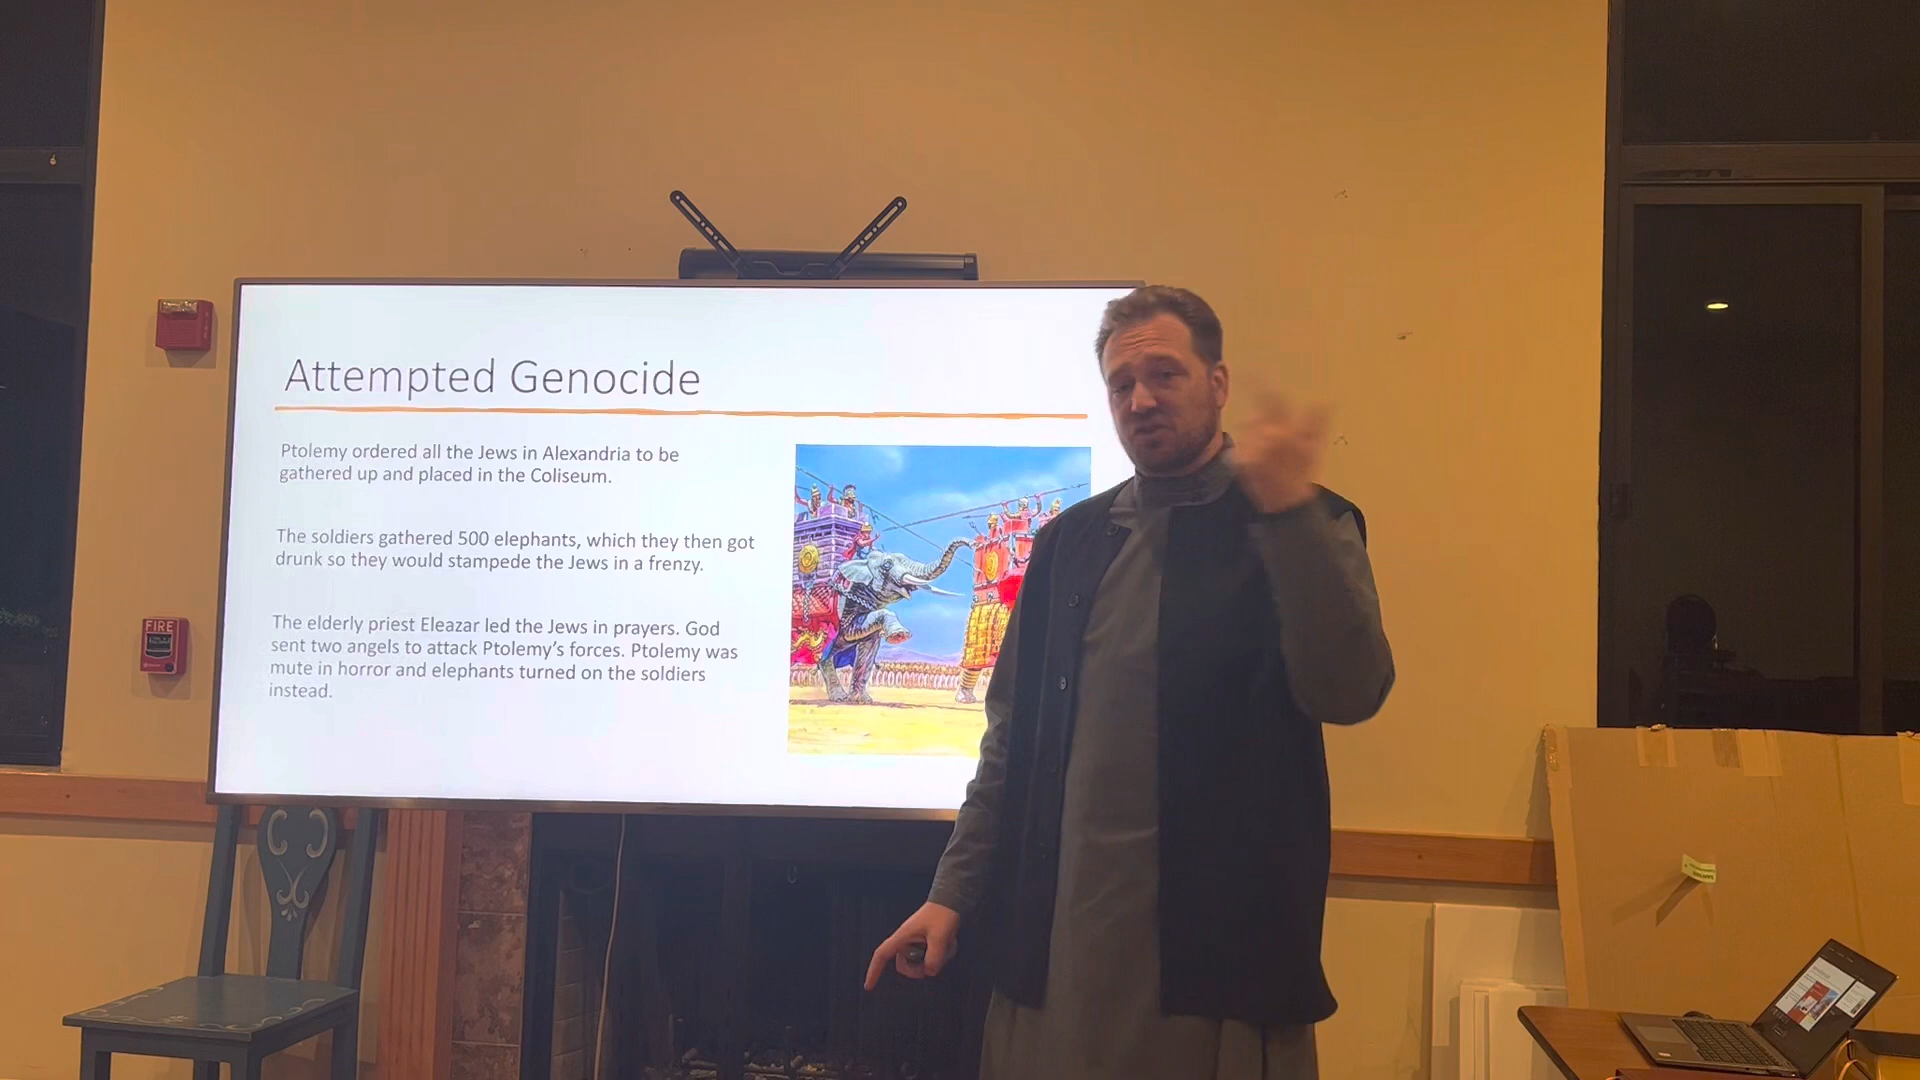 Attempted Genocide
Ptolemy ordered all the Jews in Alexandria to be
gathered up and placed in the Coliseum.
The soldiers gathered 500 elephants, which they then got
drunk so they would stampede the Jews in a frenzy.
The elderly priest Eleazar led the Jews in prayers. God
sent two angels to attack Ptolemy’s forces. Ptolemy was
mute in horror and elephants turned on the soldiers
instead.
FIRE